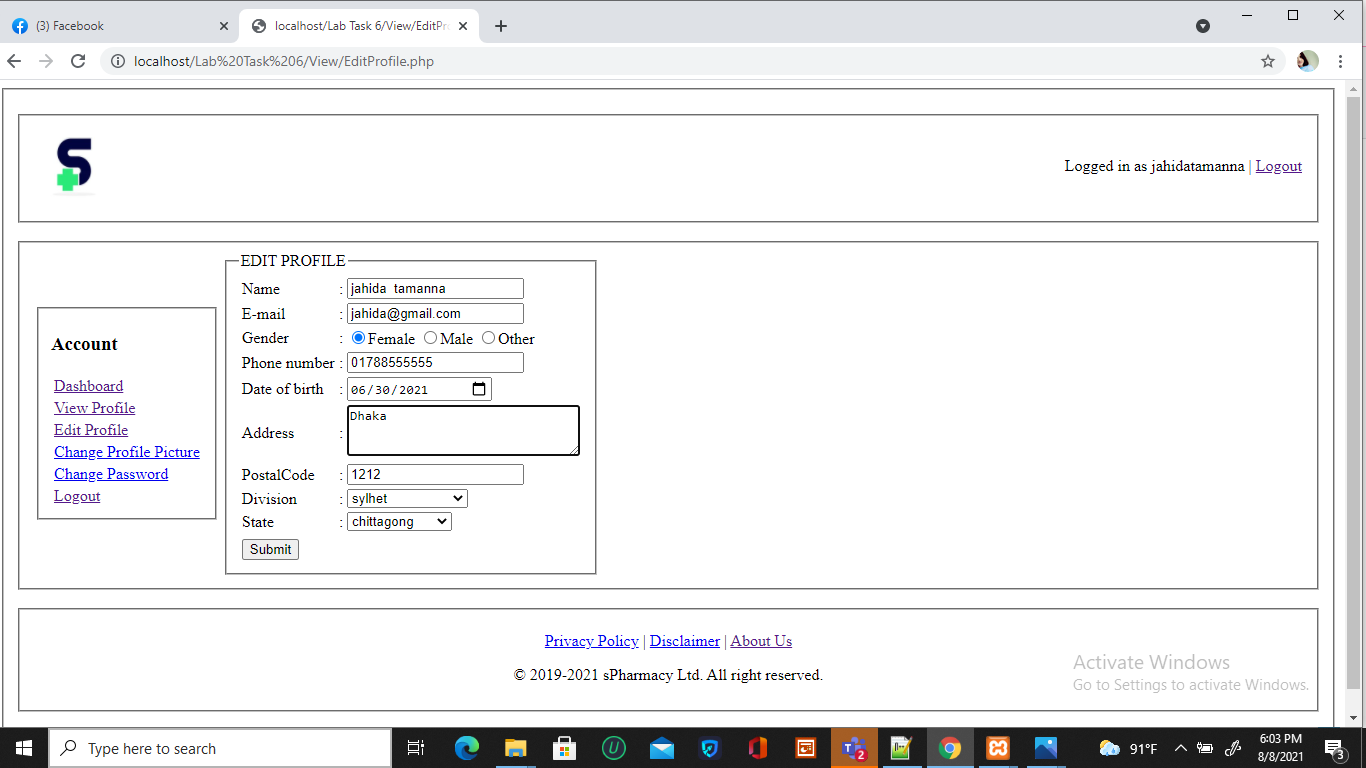 (3) Facebook
localhost/Lab Task 6/View/EditPr
localhost/Lab%20Task%206/View/EditProfile.php
S
Logged in as jahidatamanna | Logout
Account
Dashboard
View Profile
Edit Profile
Change Profile Picture
Change Password
Logout
EDIT PROFILE
Name : jahida tamanna
E-mail : jahida@gmail.com
Gender : Female Male Other
Phone number : 01788555555
Date of birth : 06/30/2021
Address : Dhaka
PostalCode : 1212
Division : sylhet
State : chittagong
Submit
Privacy Policy | Disclaimer | About Us
© 2019-2021 sPharmacy Ltd. All right reserved.
Activate Windows
Go to Settings to activate Windows.
Type here to search
2
91°F
6:03 PM
8/8/2021
3